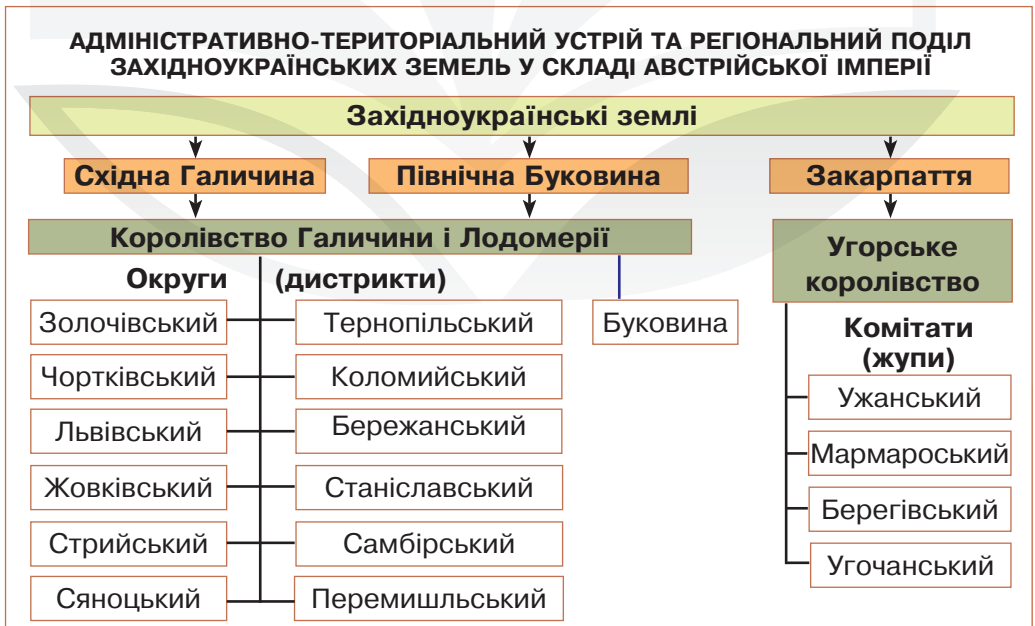 АДМІНІСТРАТИВНО-ТЕРИТОРІАЛЬНИЙ УСТРІЙ ТА РЕГІОНАЛЬНИЙ ПОДІЛ
ЗАХІДНОУКРАЇНСЬКИХ ЗЕМЕЛЬ У СКЛАДІ АВСТРІЙСЬКОЇ ІМПЕРІЇ
Західноукраїнські землі
Східна Галичина
Північна Буковина
Закарпаття
Королівство Галичини і Лодомерії
Округи (дистрикти)
Золочівський
Тернопільський
Чортківський
Коломийський
Львівський
Бережанський
Жовківський
Станіславський
Стрийський
Самбірський
Сяноцький
Перемишльський
Буковина
Угорське
королівство
Комітати
(жупи)
Ужанський
Мармароський
Берегівський
Угочанський